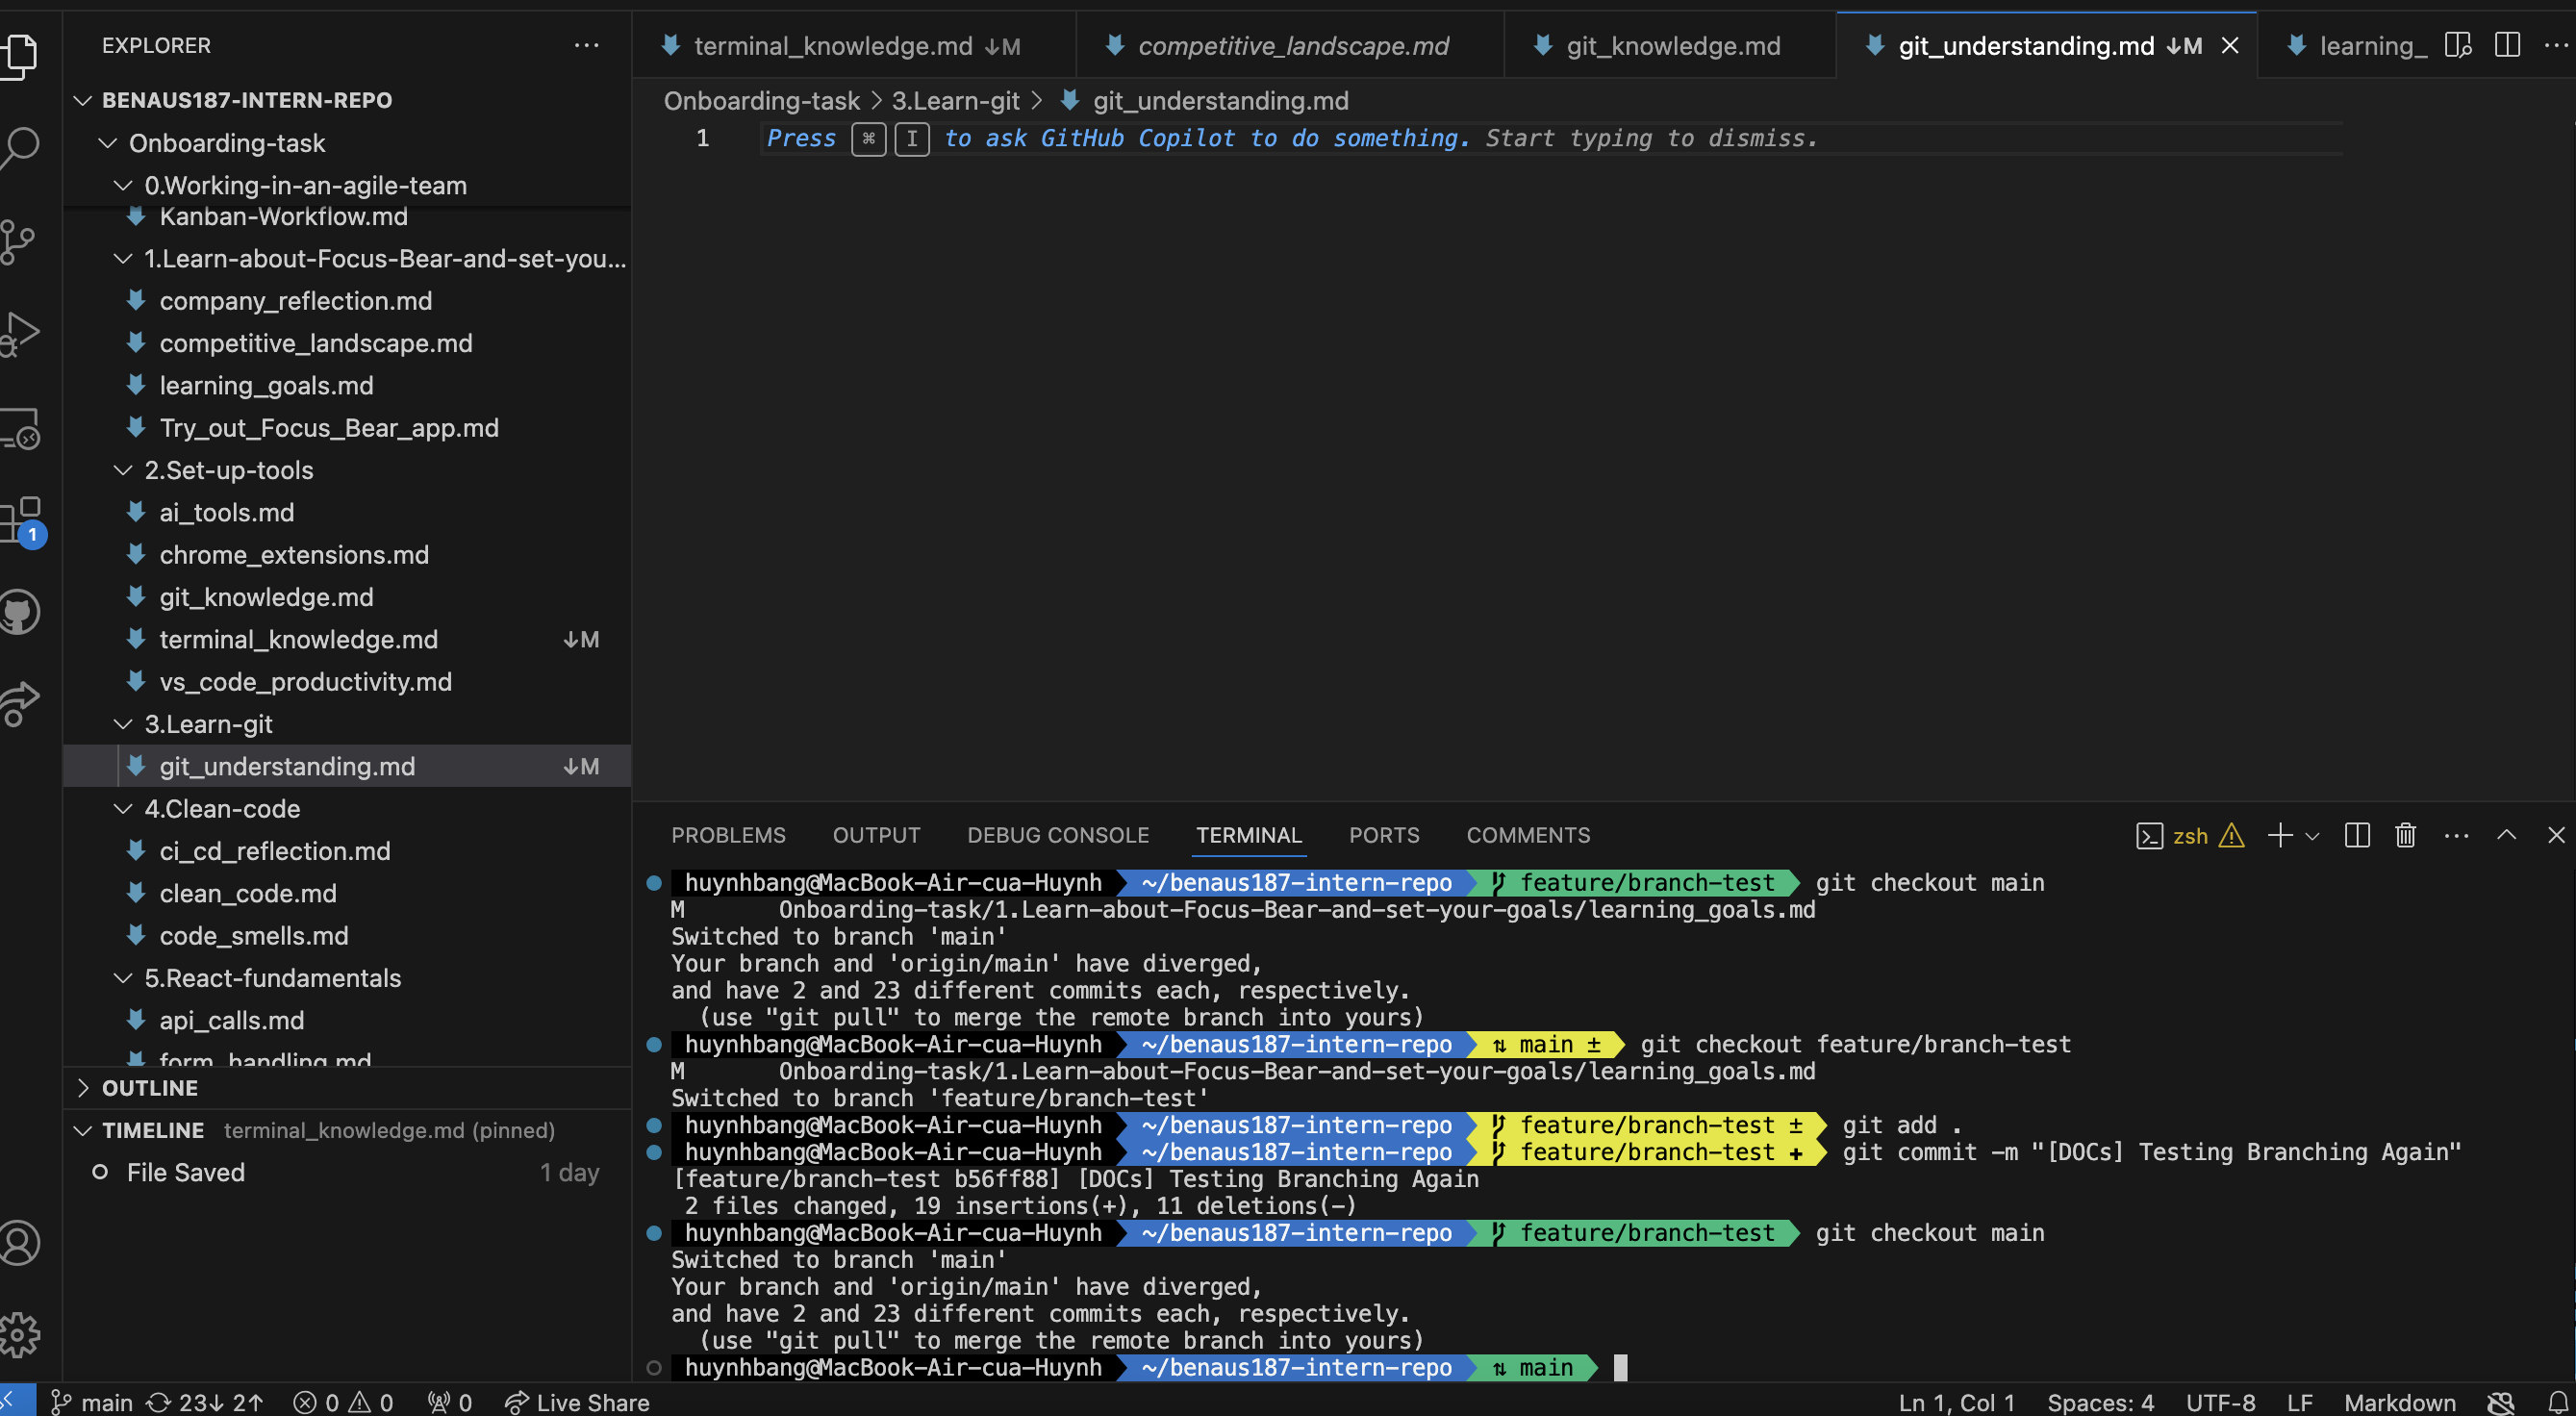 EXPLORER
BENAUS187-INTERN-REPO
Onboarding-task
0.Working-in-an-agile-team
Kanban-Workflow.md
1.Learn-about-Focus-Bear-and-set-you...
company_reflection.md
competitive_landscape.md
learning_goals.md
Try_out_Focus_Bear_app.md
2.Set-up-tools
ai_tools.md
chrome_extensions.md
git_knowledge.md
terminal_knowledge.md ↓M
vs_code_productivity.md
3.Learn-git
git_understanding.md ↓M
4.Clean-code
ci_cd_reflection.md
clean_code.md
code_smells.md
5.React-fundamentals
api_calls.md
form_handling.md
OUTLINE
TIMELINE terminal_knowledge.md (pinned)
File Saved 1 day
1
terminal_knowledge.md ↓M
competitive_landscape.md
git_knowledge.md
git_understanding.md ↓M
learning_
Onboarding-task > 3.Learn-git > git_understanding.md
1 Press ⌘ I to ask GitHub Copilot to do something. Start typing to dismiss.
PROBLEMS OUTPUT DEBUG CONSOLE TERMINAL PORTS COMMENTS
zsh
huynhbang@MacBook-Air-cua-Huynh ~/benaus187-intern-repo feature/branch-test git checkout main
M Onboarding-task/1.Learn-about-Focus-Bear-and-set-your-goals/learning_goals.md
Switched to branch 'main'
Your branch and 'origin/main' have diverged,
and have 2 and 23 different commits each, respectively.
(use "git pull" to merge the remote branch into yours)
huynhbang@MacBook-Air-cua-Huynh ~/benaus187-intern-repo ⇅ main ± git checkout feature/branch-test
M Onboarding-task/1.Learn-about-Focus-Bear-and-set-your-goals/learning_goals.md
Switched to branch 'feature/branch-test'
huynhbang@MacBook-Air-cua-Huynh ~/benaus187-intern-repo feature/branch-test ± git add .
huynhbang@MacBook-Air-cua-Huynh ~/benaus187-intern-repo feature/branch-test ✚ git commit -m "[DOCs] Testing Branching Again"
[feature/branch-test b56ff88] [DOCs] Testing Branching Again
2 files changed, 19 insertions(+), 11 deletions(-)
huynhbang@MacBook-Air-cua-Huynh ~/benaus187-intern-repo feature/branch-test git checkout main
Switched to branch 'main'
Your branch and 'origin/main' have diverged,
and have 2 and 23 different commits each, respectively.
(use "git pull" to merge the remote branch into yours)
huynhbang@MacBook-Air-cua-Huynh ~/benaus187-intern-repo ⇅ main
main 23↓ 2↑ 0 0 0 Live Share Ln 1, Col 1 Spaces: 4 UTF-8 LF Markdown